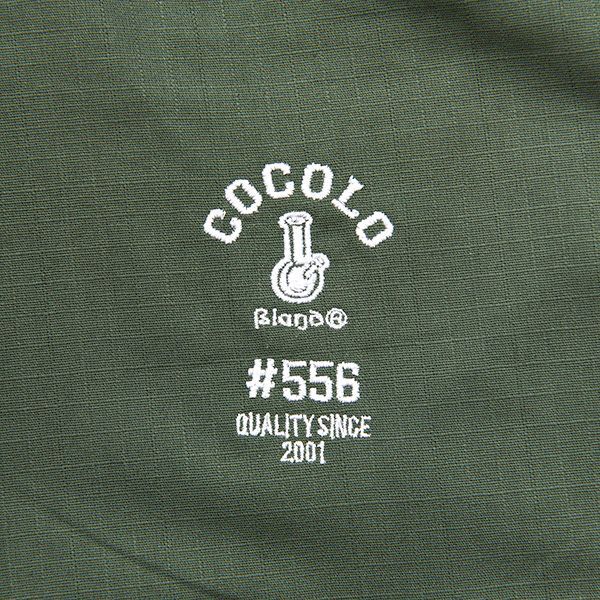 COCOLO
Bland®
#556
QUALITY SINCE
2001